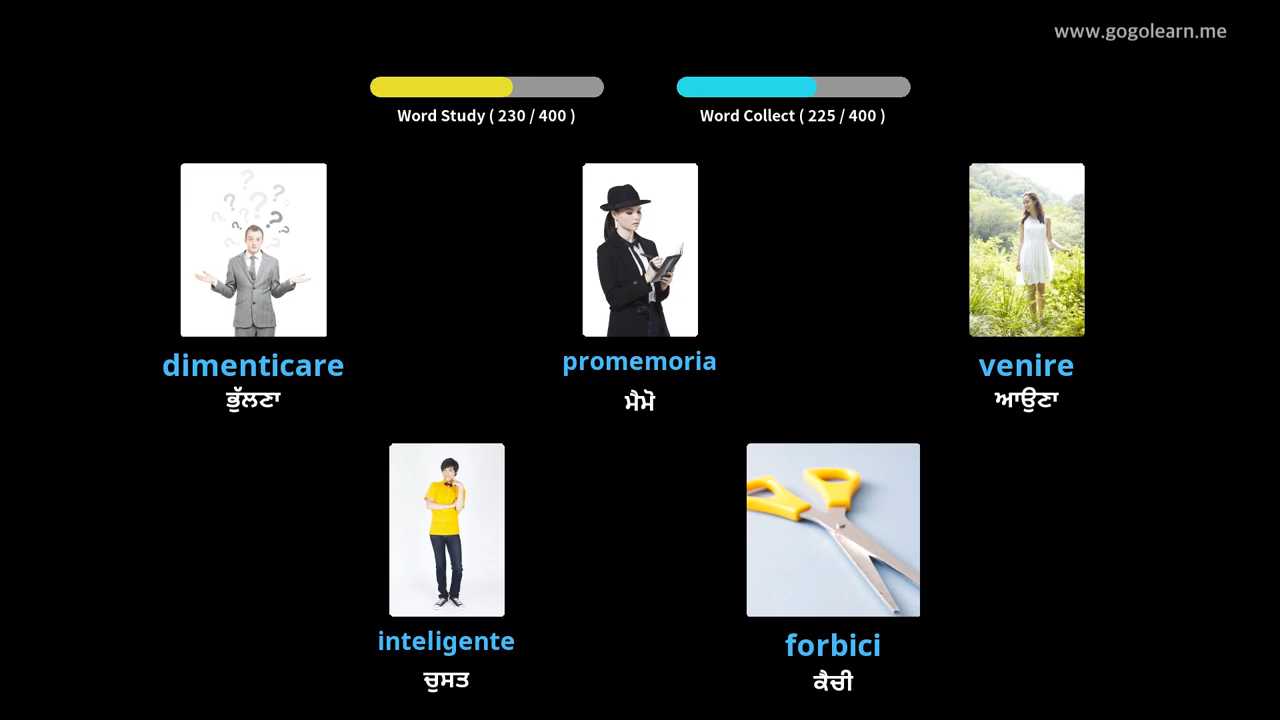 www.gogolearn.me
Word Study ( 230 / 400 )
Word Collect ( 225 / 400 )
dimenticare
ਭੁੱਲਣਾ
promemoria
ਮੈਮੋ
venire
ਆਉਣਾ
inteligente
ਚੁਸਤ
forbici
ਕੈਚੀ